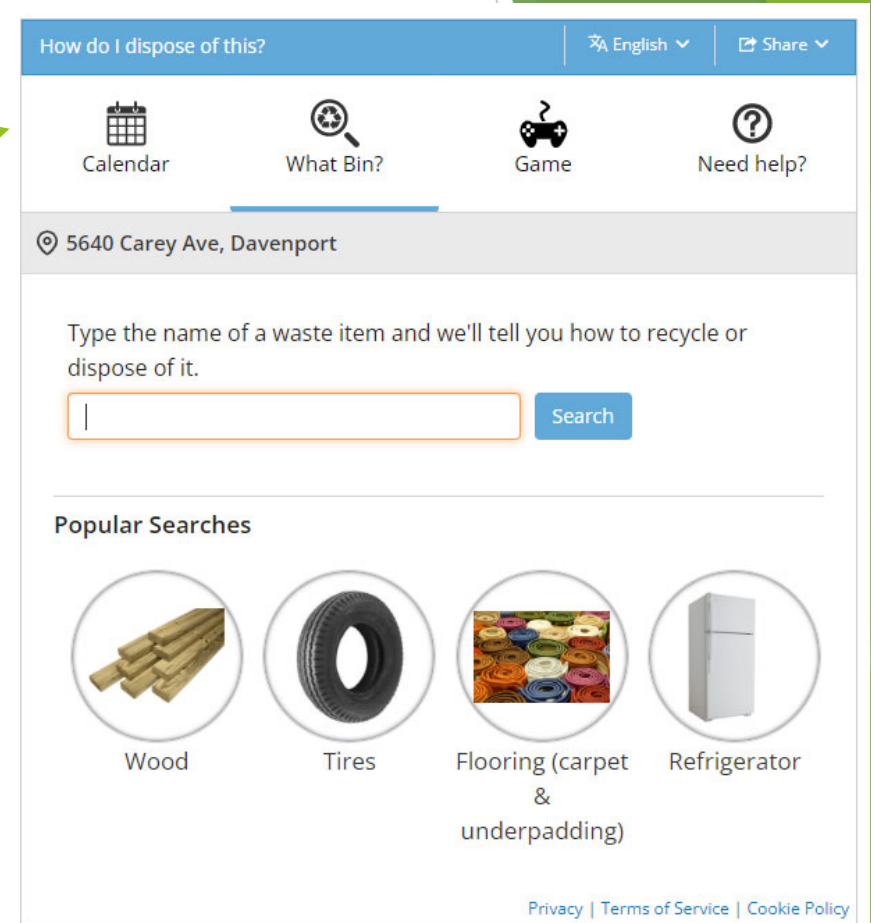 How do I dispose of this? English Share
Calendar What Bin? Game Need help?
5640 Carey Ave, Davenport
Type the name of a waste item and we'll tell you how to recycle or
dispose of it.
Search
Popular Searches
Wood Tires Flooring (carpet Refrigerator
&
underpadding)
Privacy | Terms of Service | Cookie Policy